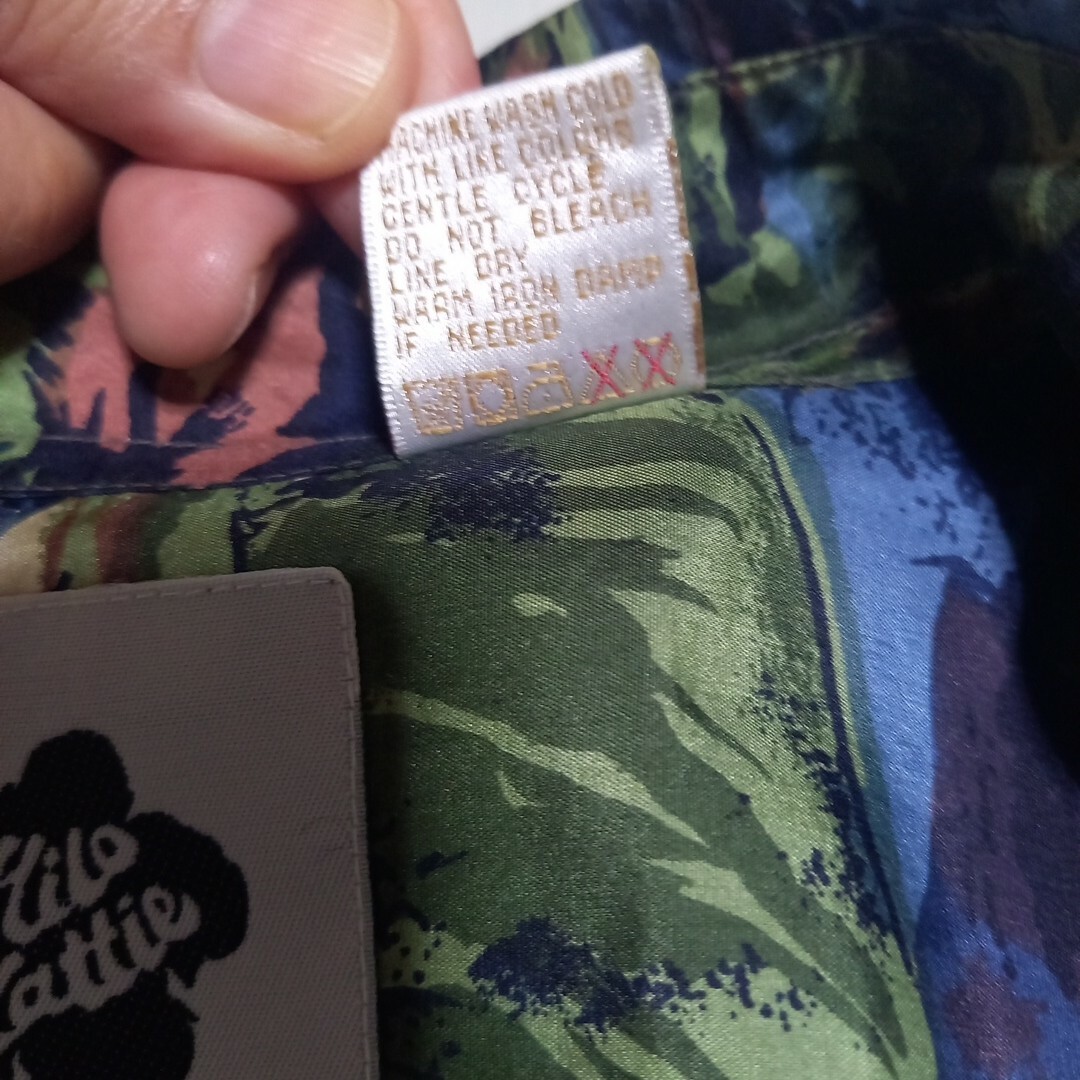 MACHINE WASH COLD
WITH LIKE COLORS
GENTLE CYCLE
DO NOT BLEACH
LINE DRY
WARM IRON DAMP
IF NEEDED
Hilo
Hattie